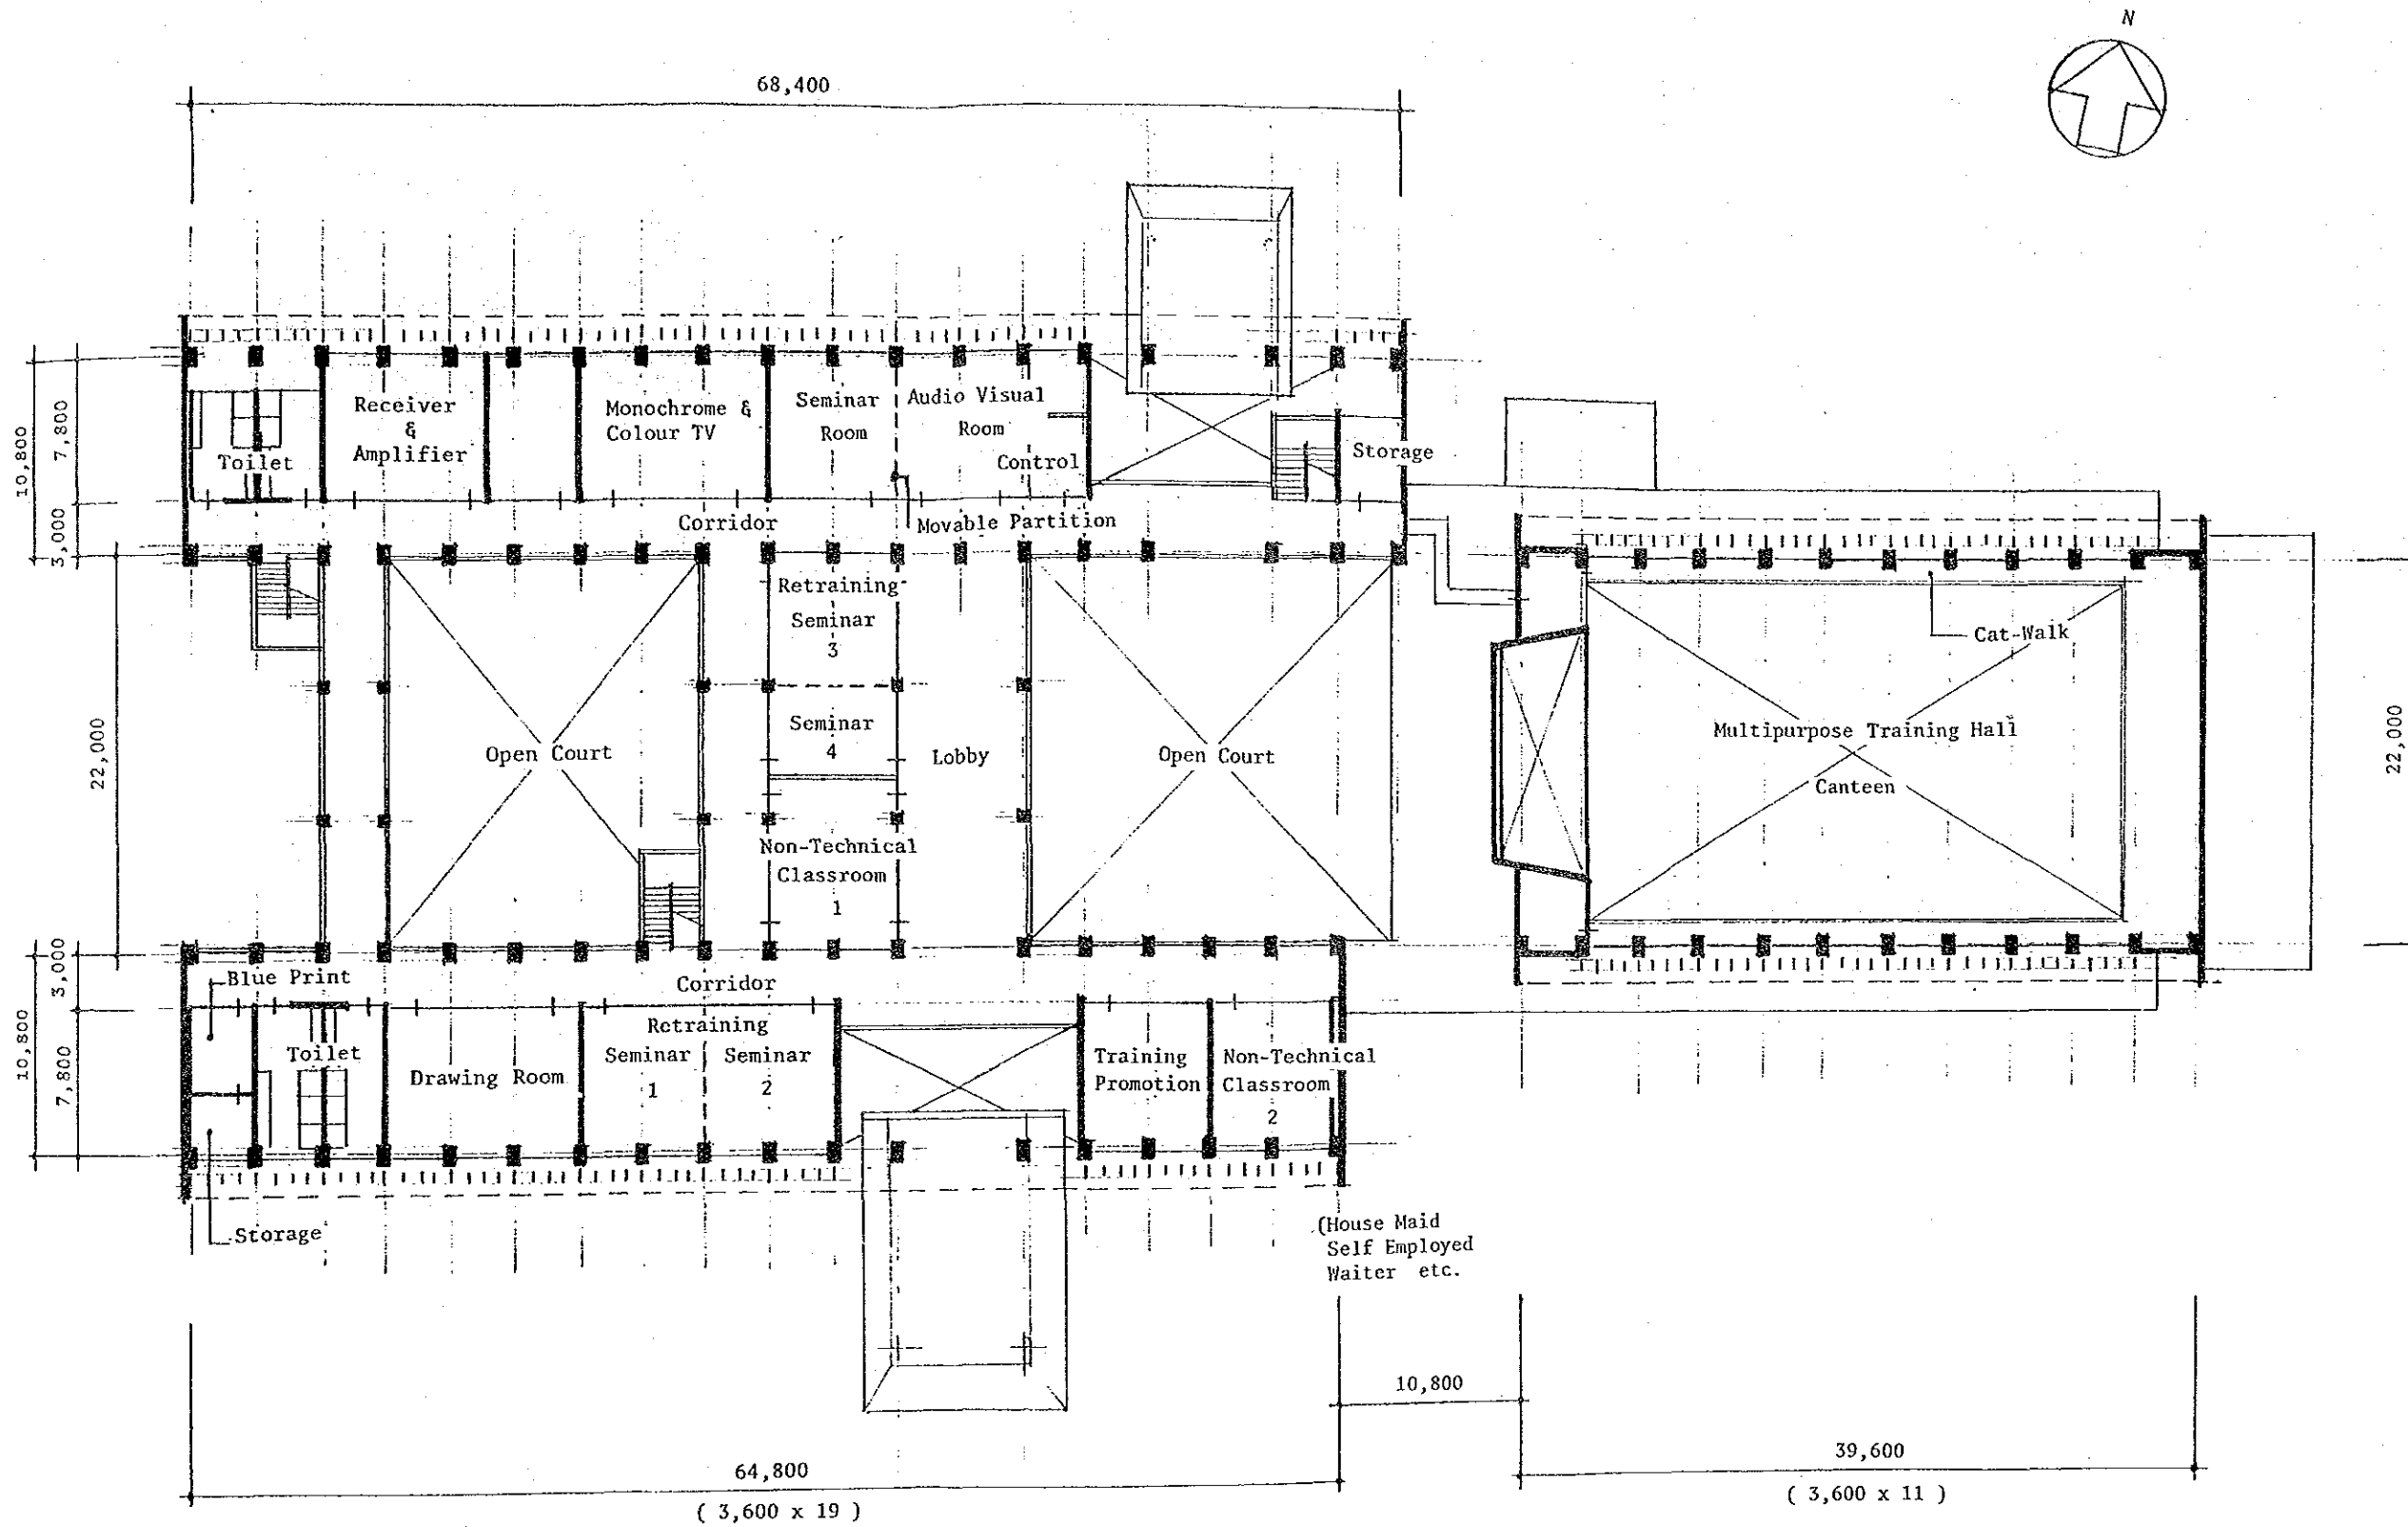 N
68,400
Receiver
&
Amplifier
Monochrome &
Colour TV
Seminar
Room
Audio Visual
Room
Control
Toilet
Storage
10,800
7,800
3,000
Corridor
Movable Partition
Retraining
Seminar
3
Cat-Walk
Seminar
4
Lobby
Open Court
Open Court
Multipurpose Training Hall
Canteen
22,000
22,000
Non-Technical
Classroom
1
3,000
10,800
7,800
Blue Print
Corridor
Toilet
Drawing Room
Retraining
Seminar
1
Seminar
2
Training
Promotion
Non-Technical
Classroom
2
Storage
(House Maid
Self Employed
Waiter etc.
10,800
64,800
( 3,600 x 19 )
39,600
( 3,600 x 11 )